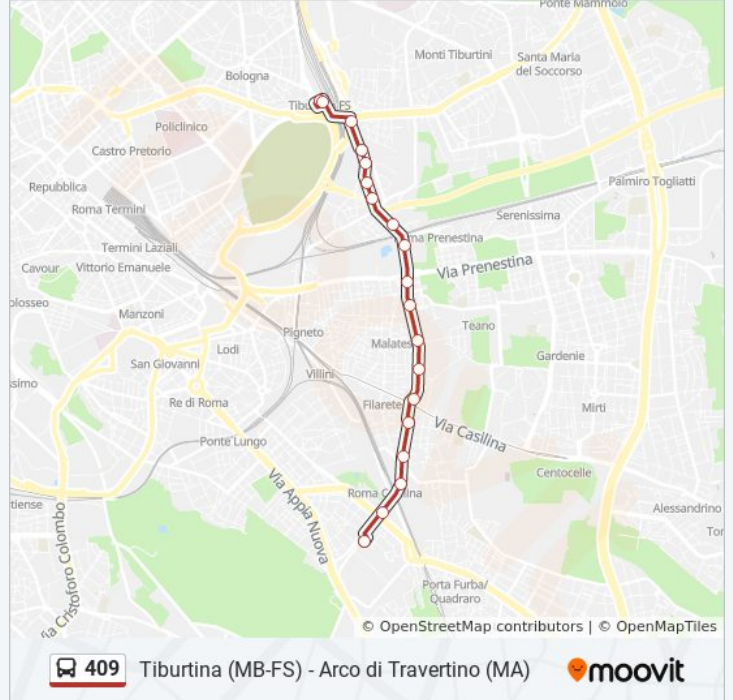 Ponte Mammolo
Monti Tiburtini
Santa Maria
del Soccorso
Bologna
FS
Policlinico
Castro Pretorio
Repubblica
Palmiro Togliatti
Roma Termini
Serenissima
Prenestina
Termini Laziali
Cavour
Vittorio Emanuele
Via Prenestina
Manzoni
Teano
Pigneto
Lodi
San Giovanni
Gardenie
Villini
Re di Roma
Filarete
Mirti
Via Casilina
Ponte Lungo
Centocelle
Via Appia Nuova
Roma
Alessandrino
Porta Furba/
Quadraro
© OpenStreetMap contributors | © OpenMapTiles
409 Tiburtina (MB-FS) - Arco di Travertino (MA) moovit